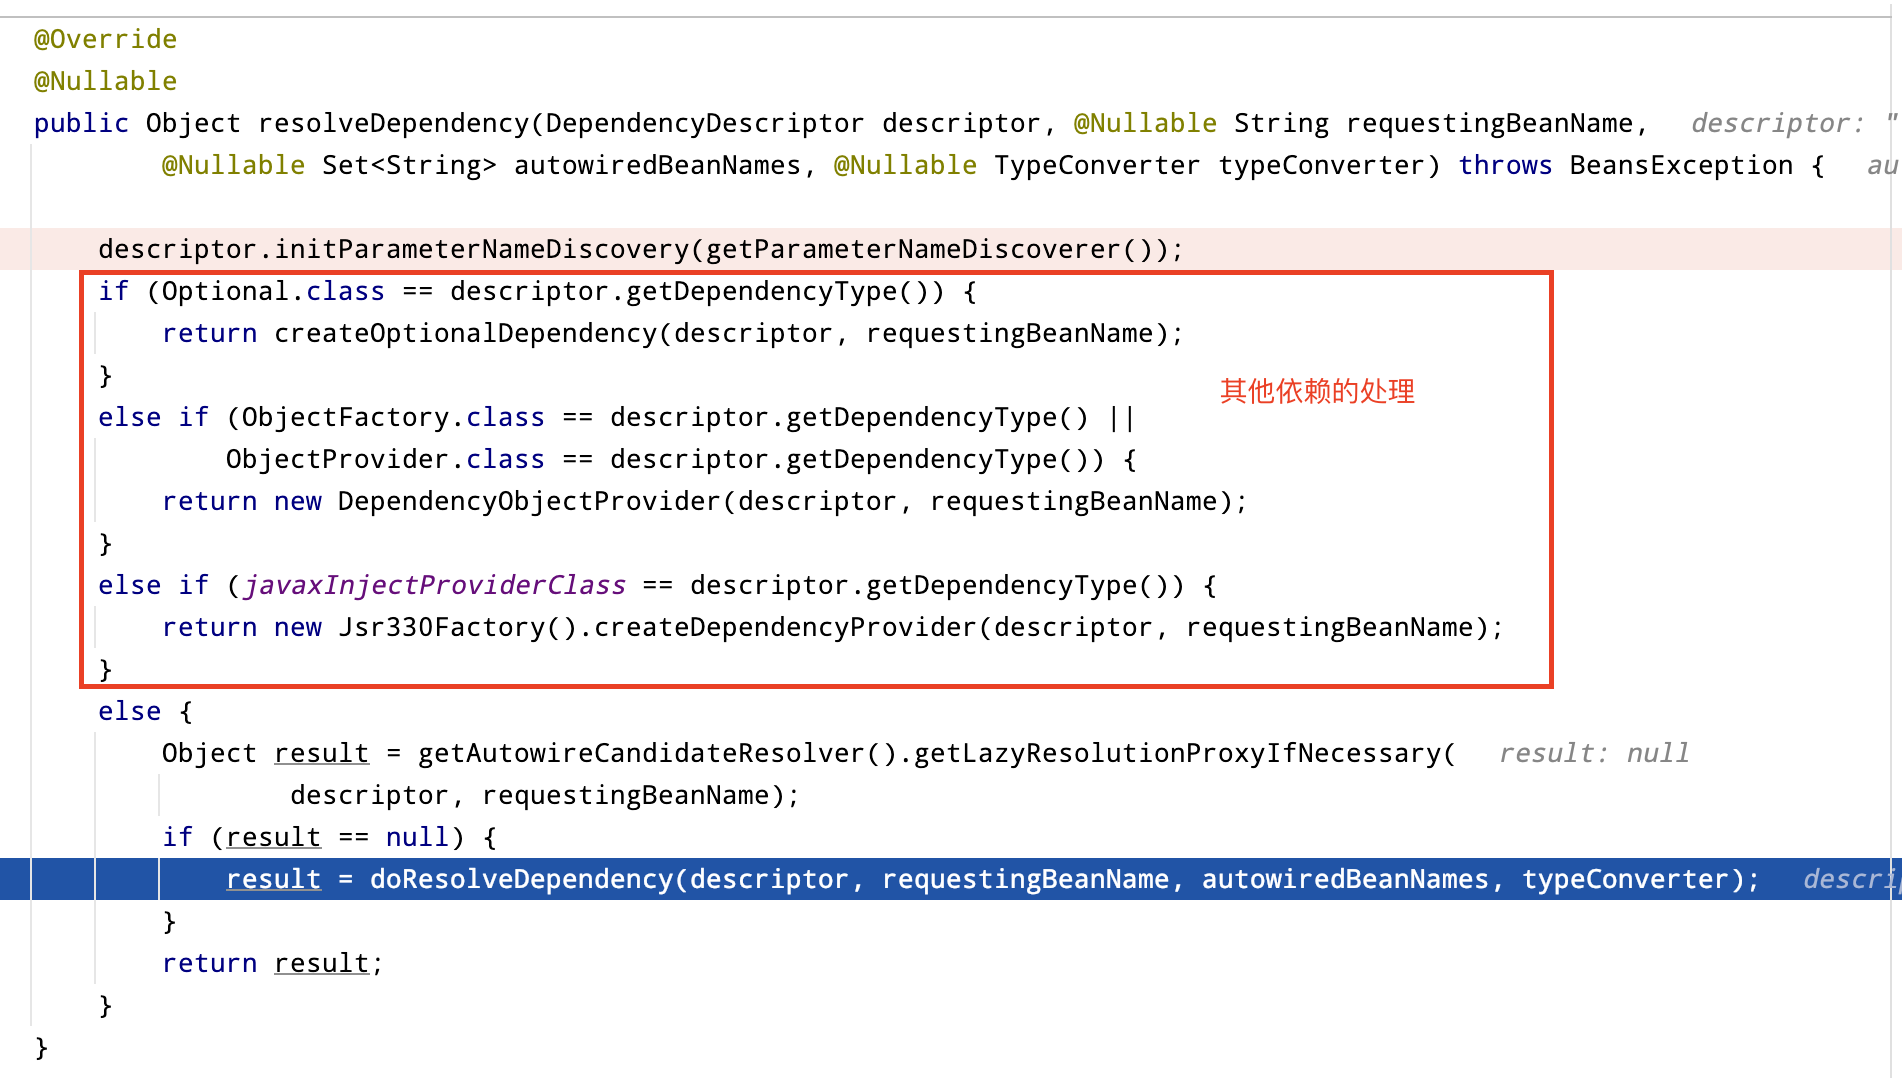 @Override
@Nullable
public Object resolveDependency(DependencyDescriptor descriptor, @Nullable String requestingBeanName,   descriptor: "
        @Nullable Set<String> autowiredBeanNames, @Nullable TypeConverter typeConverter) throws BeansException {   au

    descriptor.initParameterNameDiscovery(getParameterNameDiscoverer());
    if (Optional.class == descriptor.getDependencyType()) {
        return createOptionalDependency(descriptor, requestingBeanName);
    }
其他依赖的处理
    else if (ObjectFactory.class == descriptor.getDependencyType() ||
            ObjectProvider.class == descriptor.getDependencyType()) {
        return new DependencyObjectProvider(descriptor, requestingBeanName);
    }
    else if (javaxInjectProviderClass == descriptor.getDependencyType()) {
        return new Jsr330Factory().createDependencyProvider(descriptor, requestingBeanName);
    }
    else {
        Object result = getAutowireCandidateResolver().getLazyResolutionProxyIfNecessary(   result: null
                descriptor, requestingBeanName);
        if (result == null) {
            result = doResolveDependency(descriptor, requestingBeanName, autowiredBeanNames, typeConverter);   descrip
        }
        return result;
    }
}